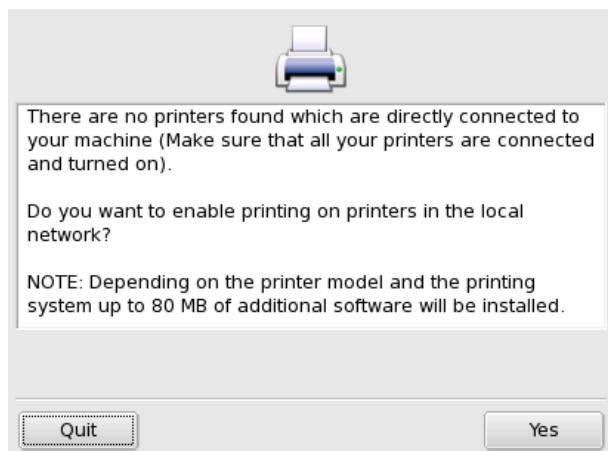 There are no printers found which are directly connected to
your machine (Make sure that all your printers are connected
and turned on).
Do you want to enable printing on printers in the local
network?
NOTE: Depending on the printer model and the printing
system up to 80 MB of additional software will be installed.
Quit
Yes